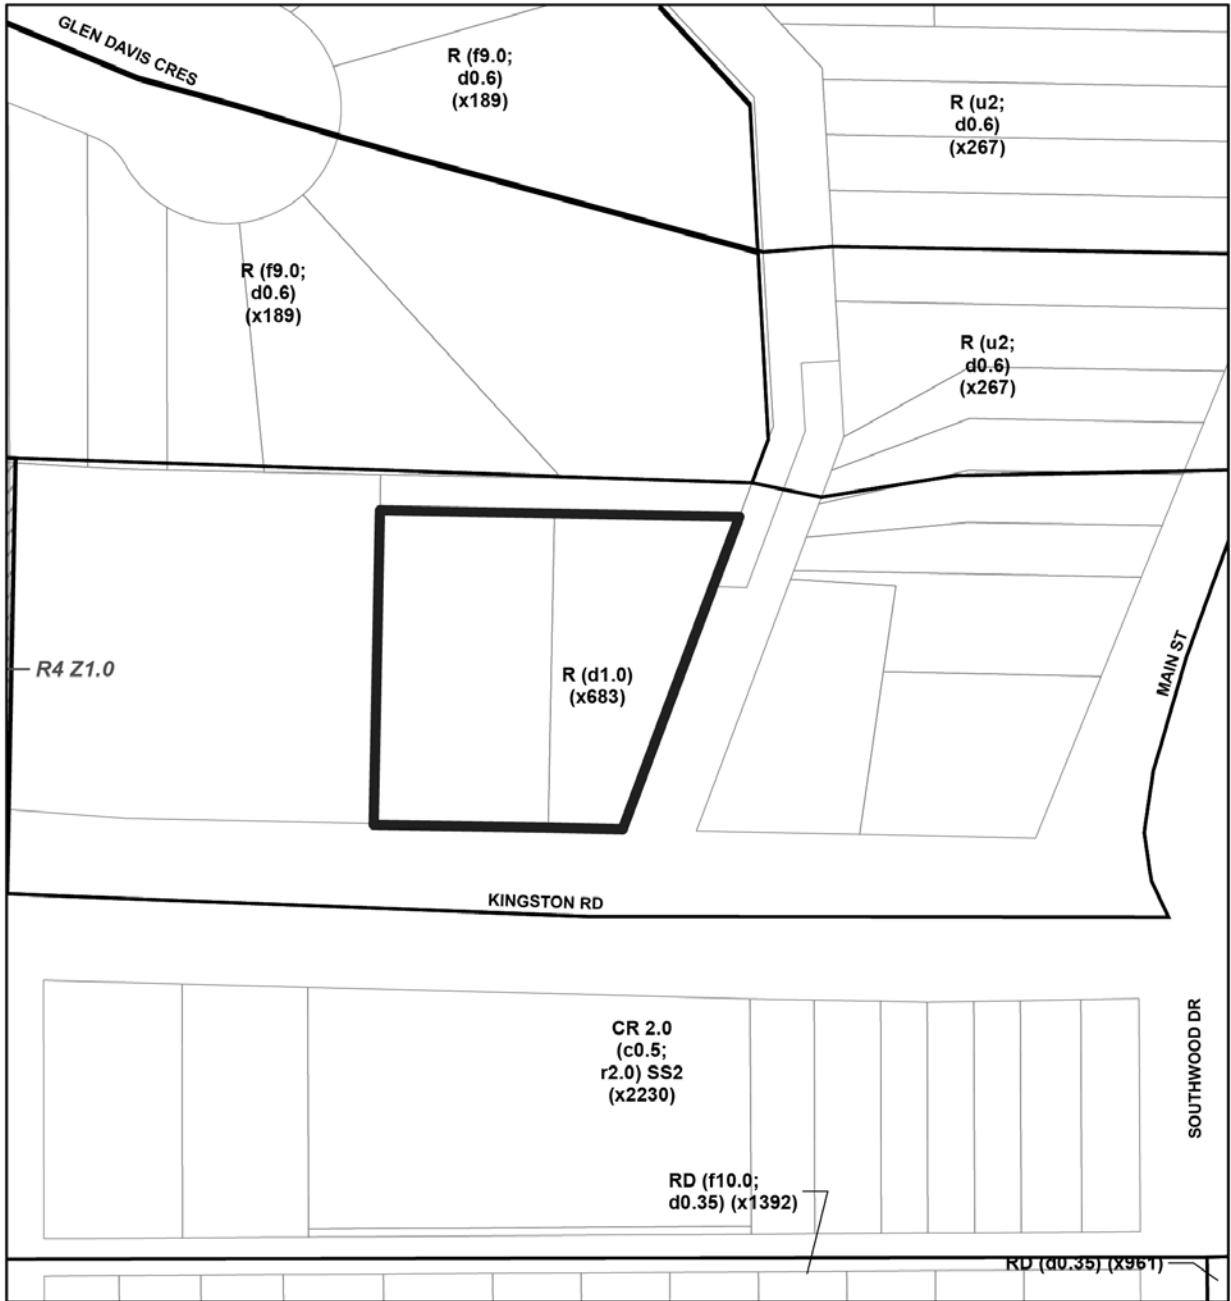 GLEN DAVIS CRES
R (f9.0;
d0.6)
(x189)
R (u2;
d0.6)
(x267)
R (f9.0;
d0.6)
(x189)
R (u2;
d0.6)
(x267)
R4 Z1.0
R (d1.0)
(x683)
MAIN ST
KINGSTON RD
CR 2.0
(c0.5;
r2.0) SS2
(x2230)
SOUTHWOOD DR
RD (f10.0;
d0.35) (x1392)
RD (d0.35) (x961)